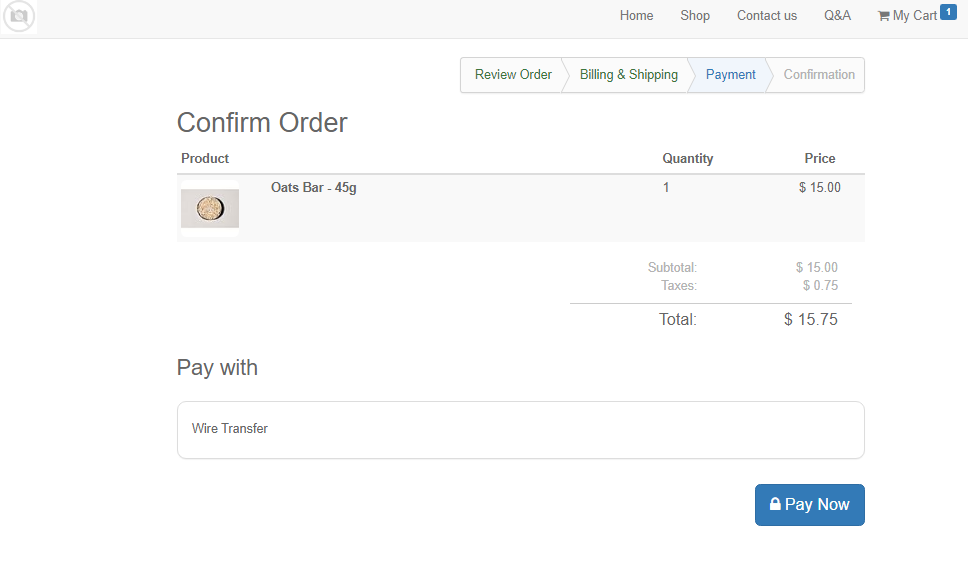 Home Shop Contact us Q&A My Cart 1
Review Order Billing & Shipping Payment Confirmation
Confirm Order
Product Quantity Price
Oats Bar - 45g 1 $ 15.00
Subtotal: $ 15.00
Taxes: $ 0.75
Total: $ 15.75
Pay with
Wire Transfer
Pay Now